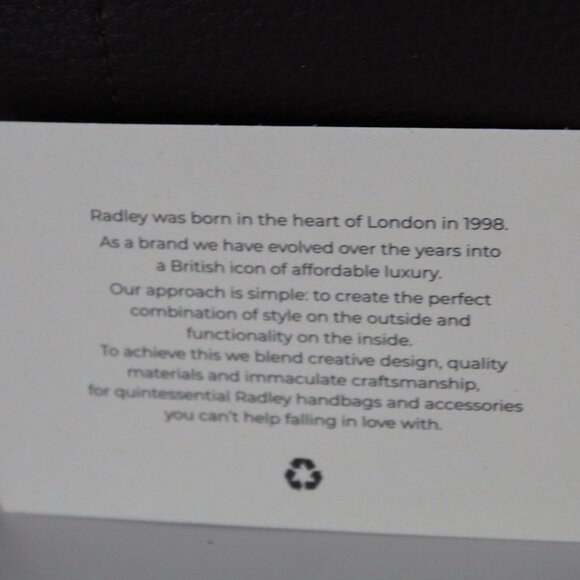 Radley was born in the heart of London in 1998.
As a brand we have evolved over the years into
a British icon of affordable luxury.
Our approach is simple: to create the perfect
combination of style on the outside and
functionality on the inside.
To achieve this we blend creative design, quality
materials and immaculate craftsmanship,
for quintessential Radley handbags and accessories
you can't help falling in love with.